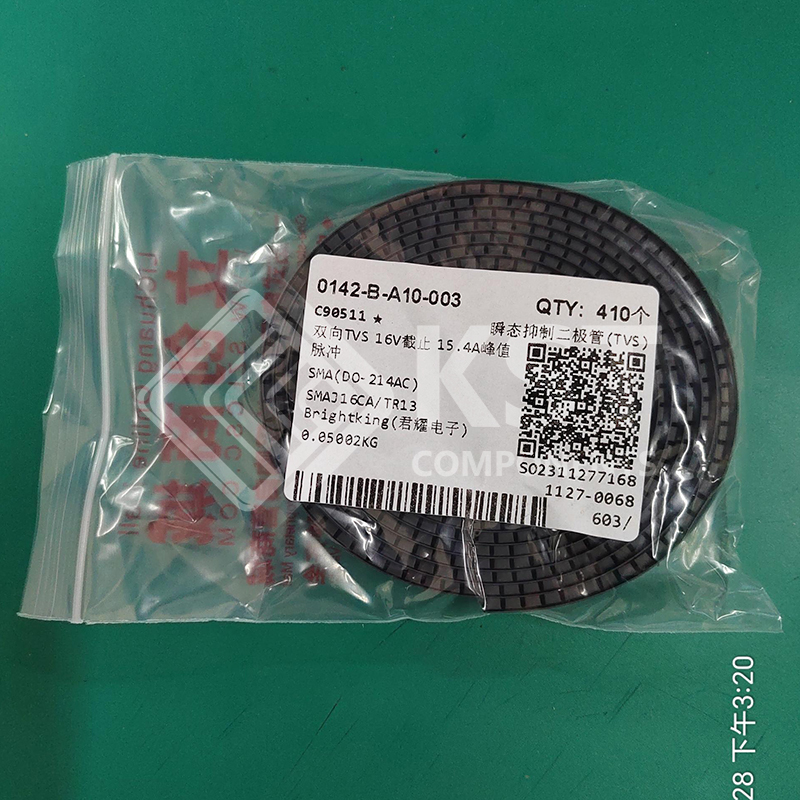 0142-B-A10-003
QTY: 410个
C90511 ★
瞬态抑制二极管(TVS)
双向TVS 16V截止 15.4A峰值
脉冲
SMA(DO-214AC)
SMAJ16CA/TR13
Brightking(君耀电子)
0.05002KG
SO2311277168
1127-0068
603/
COMP
28 下午3:20